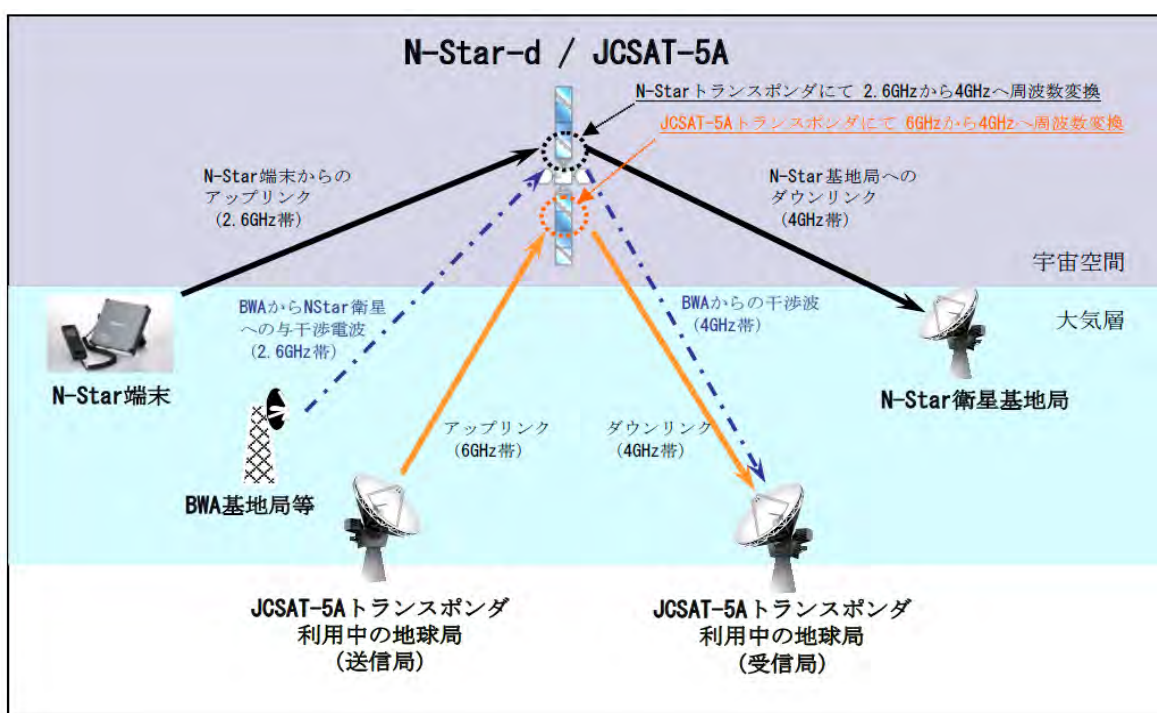 N-Star-d / JCSAT-5A
N-Starトランスポンダにて 2.6GHzから4GHzへ周波数変換
JCSAT-5Aトランスポンダにて 6GHzから4GHzへ周波数変換
N-Star端末からの
アップリンク
(2.6GHz帯)
N-Star基地局への
ダウンリンク
(4GHz帯)
宇宙空間
BWAからNStar衛星
への与干渉電波
(2.6GHz帯)
BWAからの干渉波
(4GHz帯)
大気層
N-Star端末
N-Star衛星基地局
アップリンク
(6GHz帯)
ダウンリンク
(4GHz帯)
BWA基地局等
JCSAT-5Aトランスポンダ
利用中の地球局
(送信局)
JCSAT-5Aトランスポンダ
利用中の地球局
(受信局)